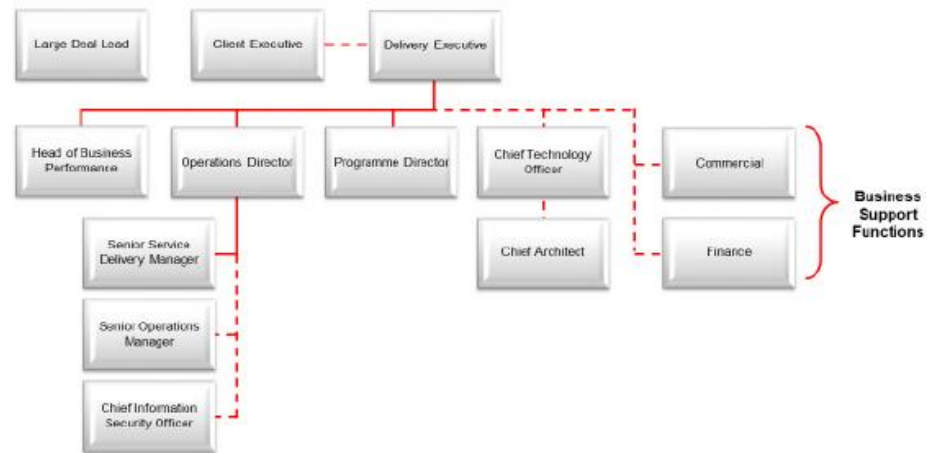 Large Deal Lead
Client Executive
Delivery Executive
Head of Business
Performance
Operations Director
Programme Director
Chief Technology
Officer
Commercial
Business
Support
Functions
Senior Service
Delivery Manager
Chief Architect
Finance
Senior Operations
Manager
Chief Information
Security Officer